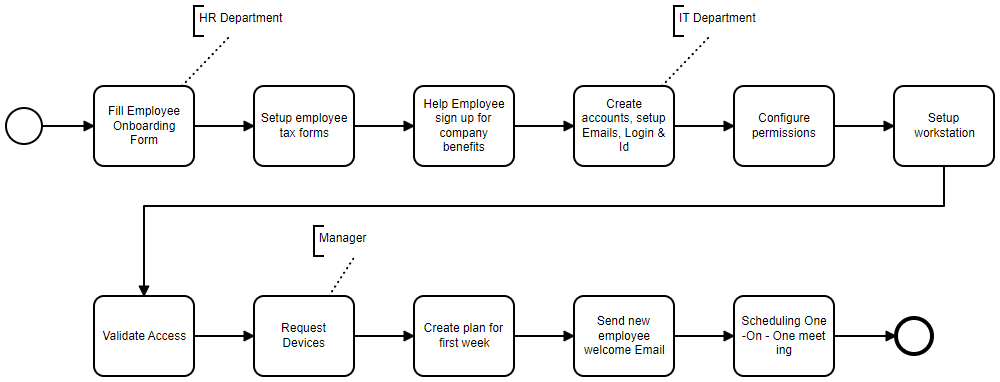 HR Department
IT Department
Fill Employee
Onboarding
Form
Setup employee
tax forms
Help Employee
sign up for
company
benefits
Create
accounts, setup
Emails, Login &
Id
Configure
permissions
Setup
workstation
Manager
Validate Access
Request
Devices
Create plan for
first week
Send new
employee
welcome Email
Scheduling One
-On - One meet
ing